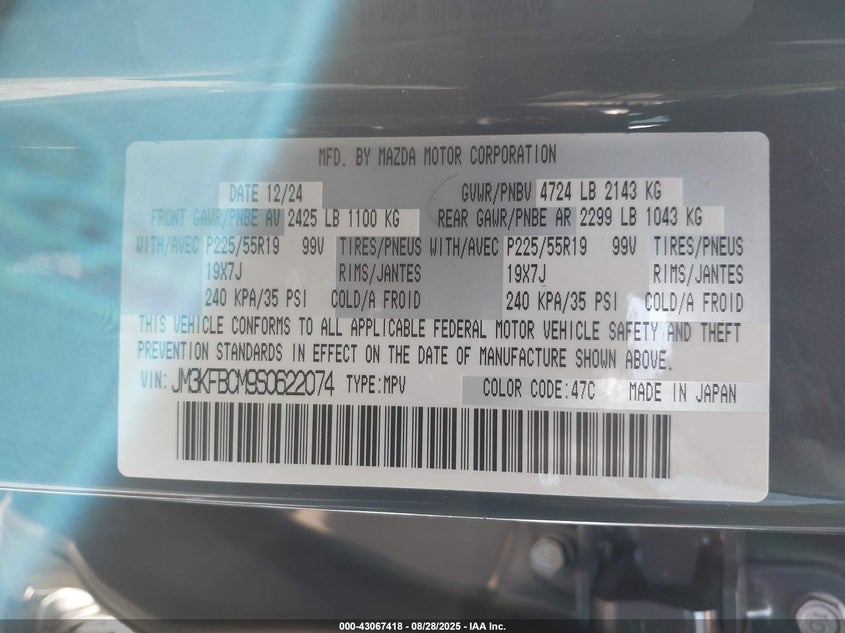 MFD. BY MAZDA MOTOR CORPORATION
DATE 12/24 GVWR/PNBV 4724 LB 2143 KG
FRONT GAWR/PNBE AV 2425 LB 1100 KG REAR GAWR/PNBE AR 2299 LB 1043 KG
WITH/AVEC P225/55R19 99V TIRES/PNEUS WITH/AVEC P225/55R19 99V TIRES/PNEUS
19X7J RIMS/JANTES 19X7J RIMS/JANTES
240 KPA/35 PSI COLD/A FROID 240 KPA/35 PSI COLD/A FROID
THIS VEHICLE CONFORMS TO ALL APPLICABLE FEDERAL MOTOR VEHICLE SAFETY AND THEFT
PREVENTION STANDARDS IN EFFECT ON THE DATE OF MANUFACTURE SHOWN ABOVE.
VIN: JM3KFBCM9S0622074 TYPE:MPV COLOR CODE:47C MADE IN JAPAN
000-43067418 - 08/28/2025 - IAA Inc.